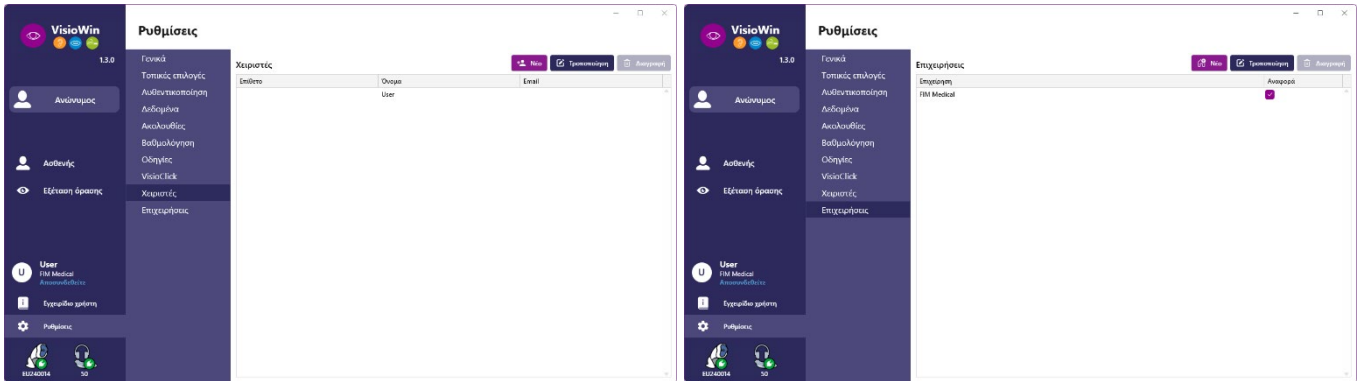 VisioWin
1.3.0
Ανώνυμος
Ασθενής
Εξέταση όρασης
User
FIM Medical
Αποσυνδεθείτε
Εγχειρίδιο χρήστη
Ρυθμίσεις
EU240014
50
Ρυθμίσεις
Γενικά
Τοπικές επιλογές
Αυθεντικοποίηση
Δεδομένα
Ακολουθίες
Βαθμολόγηση
Οδηγίες
VisioClick
Χειριστές
Επιχειρήσεις
Χειριστές
Νέο
Τροποποίηση
Διαγραφή
Επίθετο Όνομα Email
User
VisioWin
1.3.0
Ανώνυμος
Ασθενής
Εξέταση όρασης
User
FIM Medical
Αποσυνδεθείτε
Εγχειρίδιο χρήστη
Ρυθμίσεις
EU240014
50
Ρυθμίσεις
Γενικά
Τοπικές επιλογές
Αυθεντικοποίηση
Δεδομένα
Ακολουθίες
Βαθμολόγηση
Οδηγίες
VisioClick
Χειριστές
Επιχειρήσεις
Επιχειρήσεις
Νέο
Τροποποίηση
Διαγραφή
Επιχείρηση Αναφορά
FIM Medical